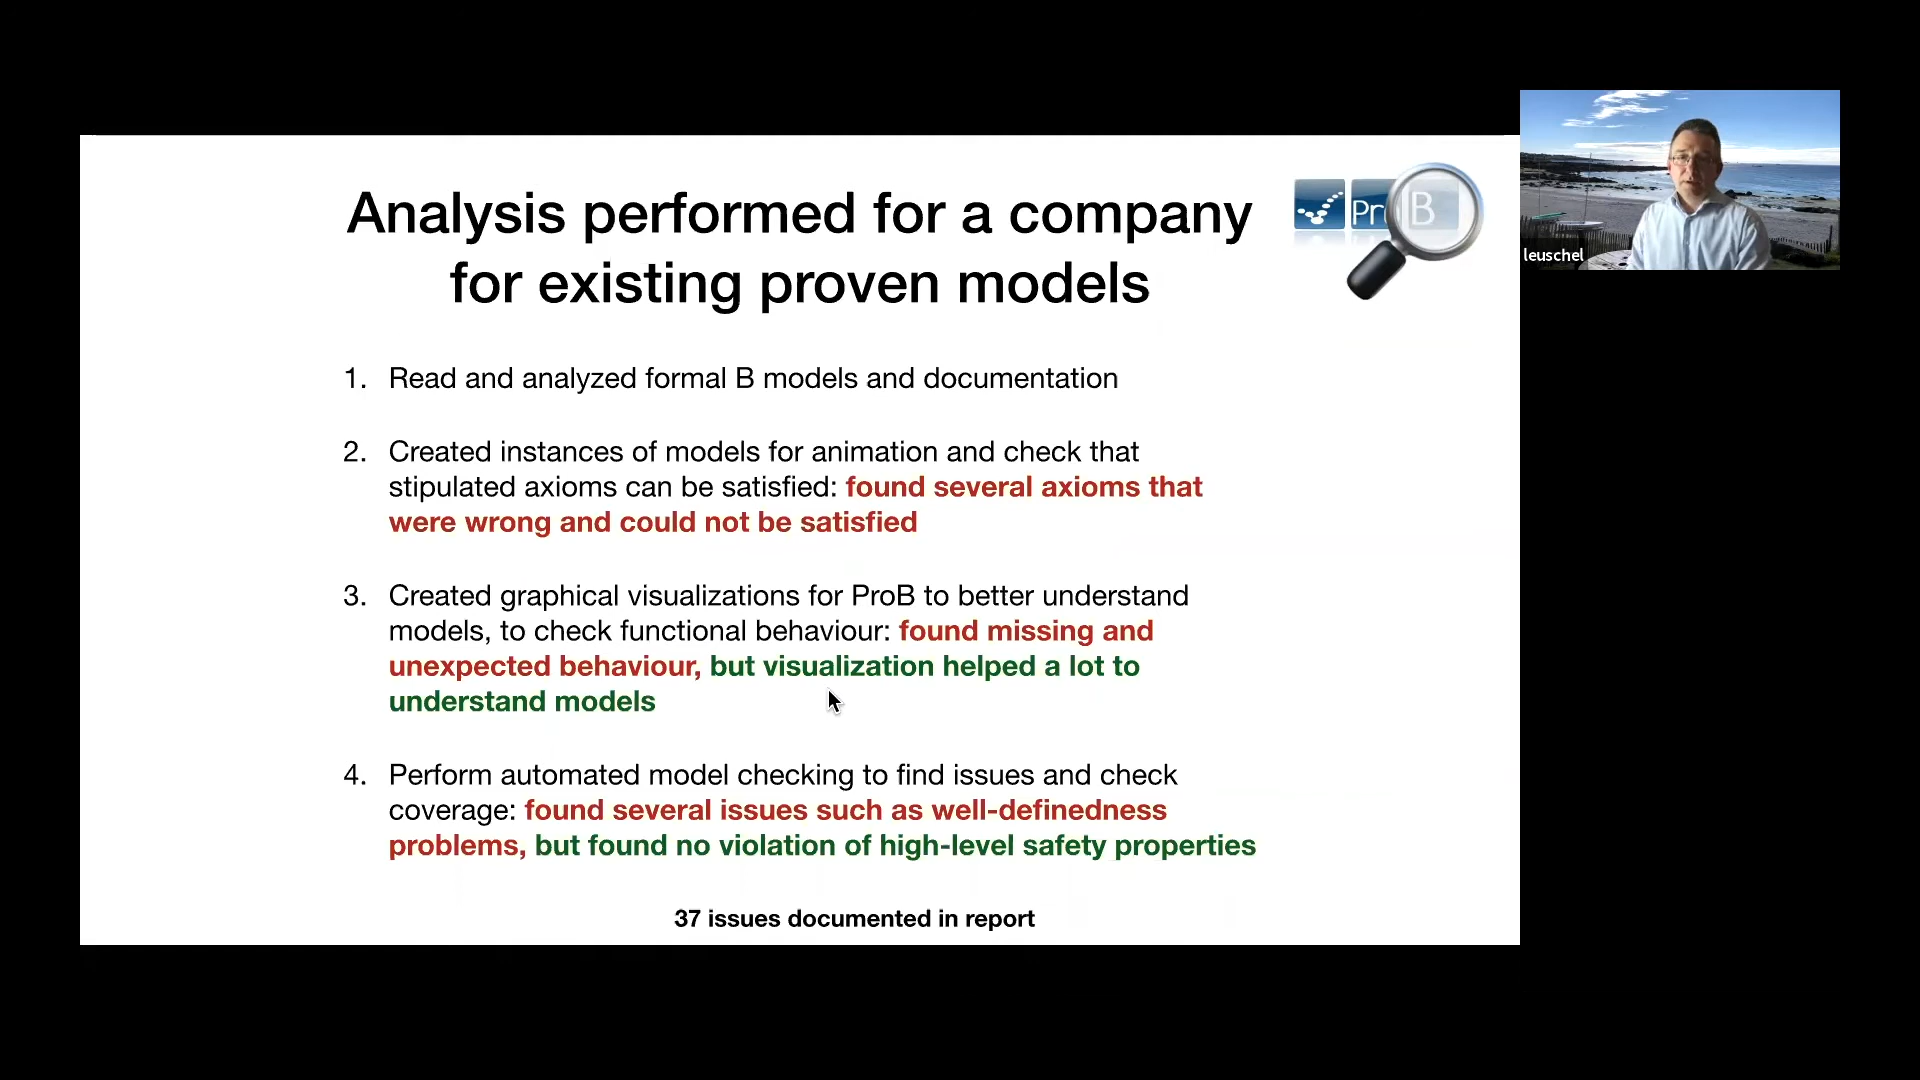 Analysis performed for a company
for existing proven models
Pr B
leuschel
1. Read and analyzed formal B models and documentation
2. Created instances of models for animation and check that
stipulated axioms can be satisfied: found several axioms that
were wrong and could not be satisfied
3. Created graphical visualizations for ProB to better understand
models, to check functional behaviour: found missing and
unexpected behaviour, but visualization helped a lot to
understand models
4. Perform automated model checking to find issues and check
coverage: found several issues such as well-definedness
problems, but found no violation of high-level safety properties
37 issues documented in report